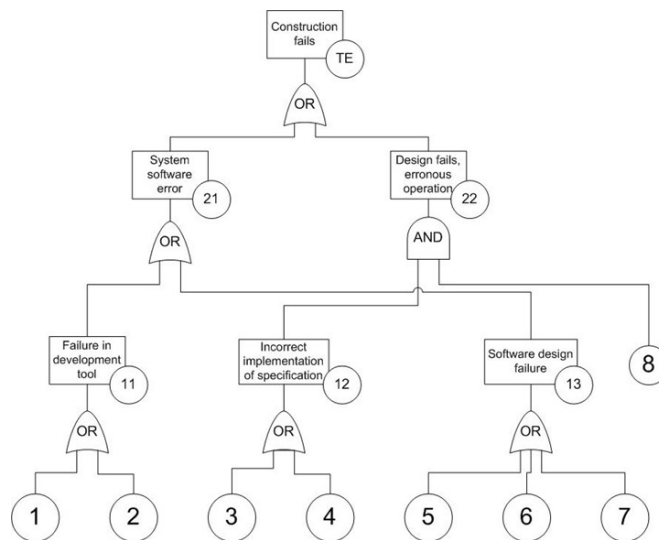 Construction
fails
TE
OR
System
software
error
21
Design fails,
erronous
operation
22
OR
AND
Failure in
development
tool
11
Incorrect
implementation
of specification
12
Software design
failure
13
8
OR
OR
OR
1
2
3
4
5
6
7